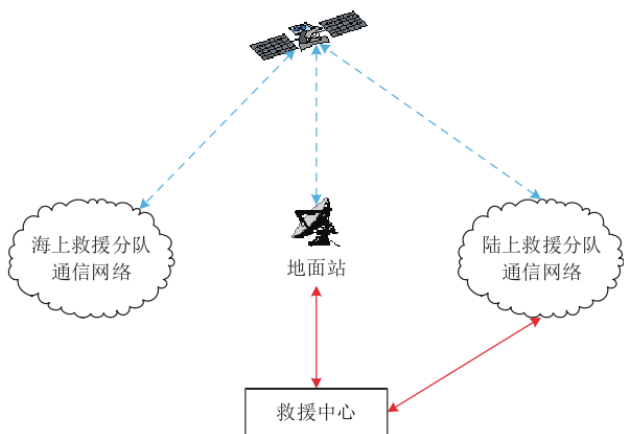 海上救援分队
通信网络
地面站
陆上救援分队
通信网络
救援中心